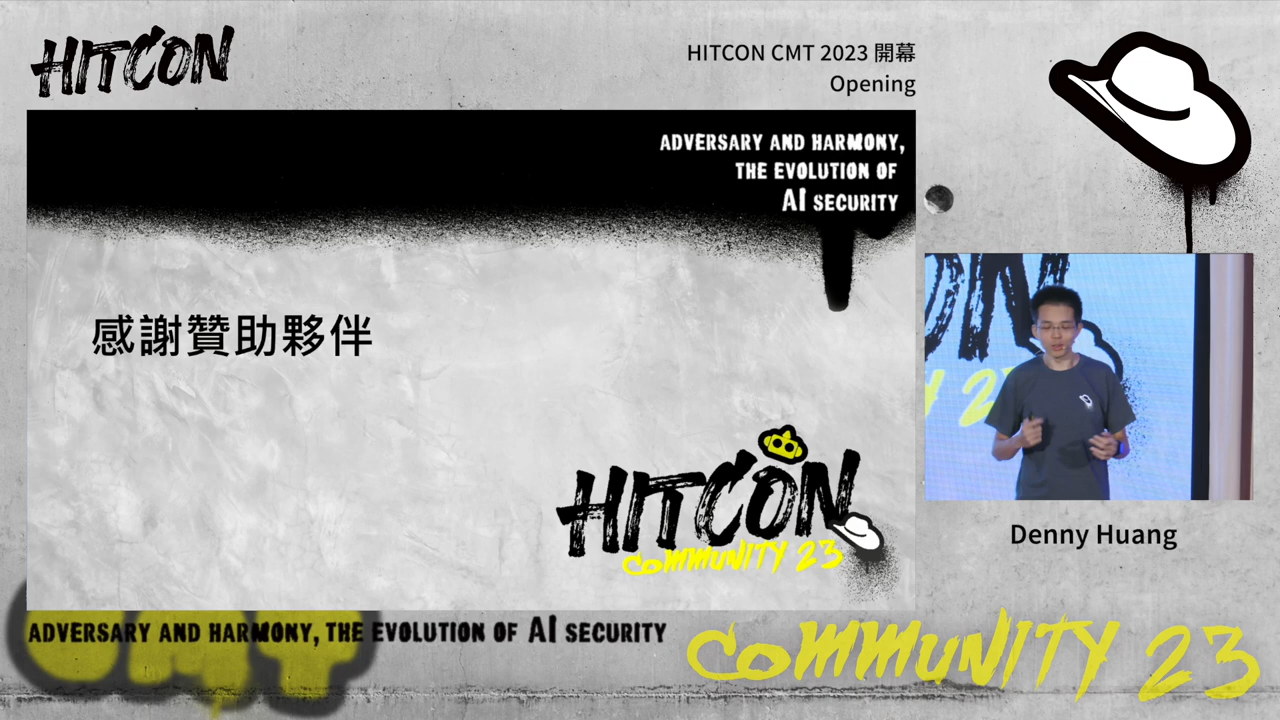 HITCON
HITCON CMT 2023 開幕
Opening
ADVERSARY AND HARMONY,
THE EVOLUTION OF
AI SECURITY
感謝贊助夥伴
HITCON
COMMUNITY 23
Denny Huang
CMT
ADVERSARY AND HARMONY, THE EVOLUTION OF AI SECURITY
COMMUNITY 23